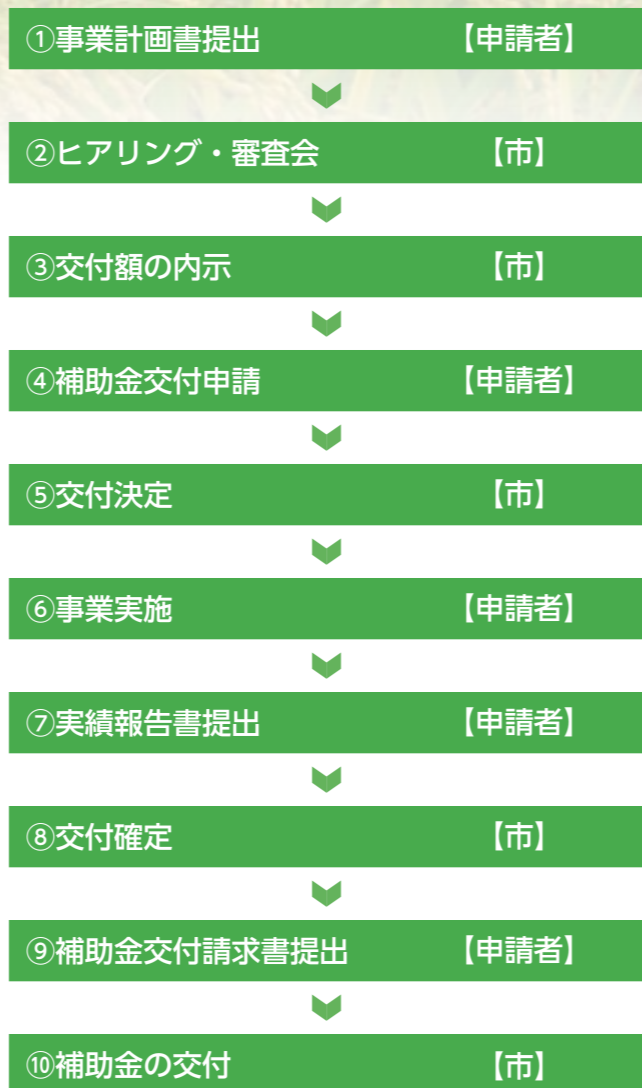 ①事業計画書提出 【申請者】
②ヒアリング・審査会 【市】
③交付額の内示 【市】
④補助金交付申請 【申請者】
⑤交付決定 【市】
⑥事業実施 【申請者】
⑦実績報告書提出 【申請者】
⑧交付確定 【市】
⑨補助金交付請求書提出 【申請者】
⑩補助金の交付 【市】